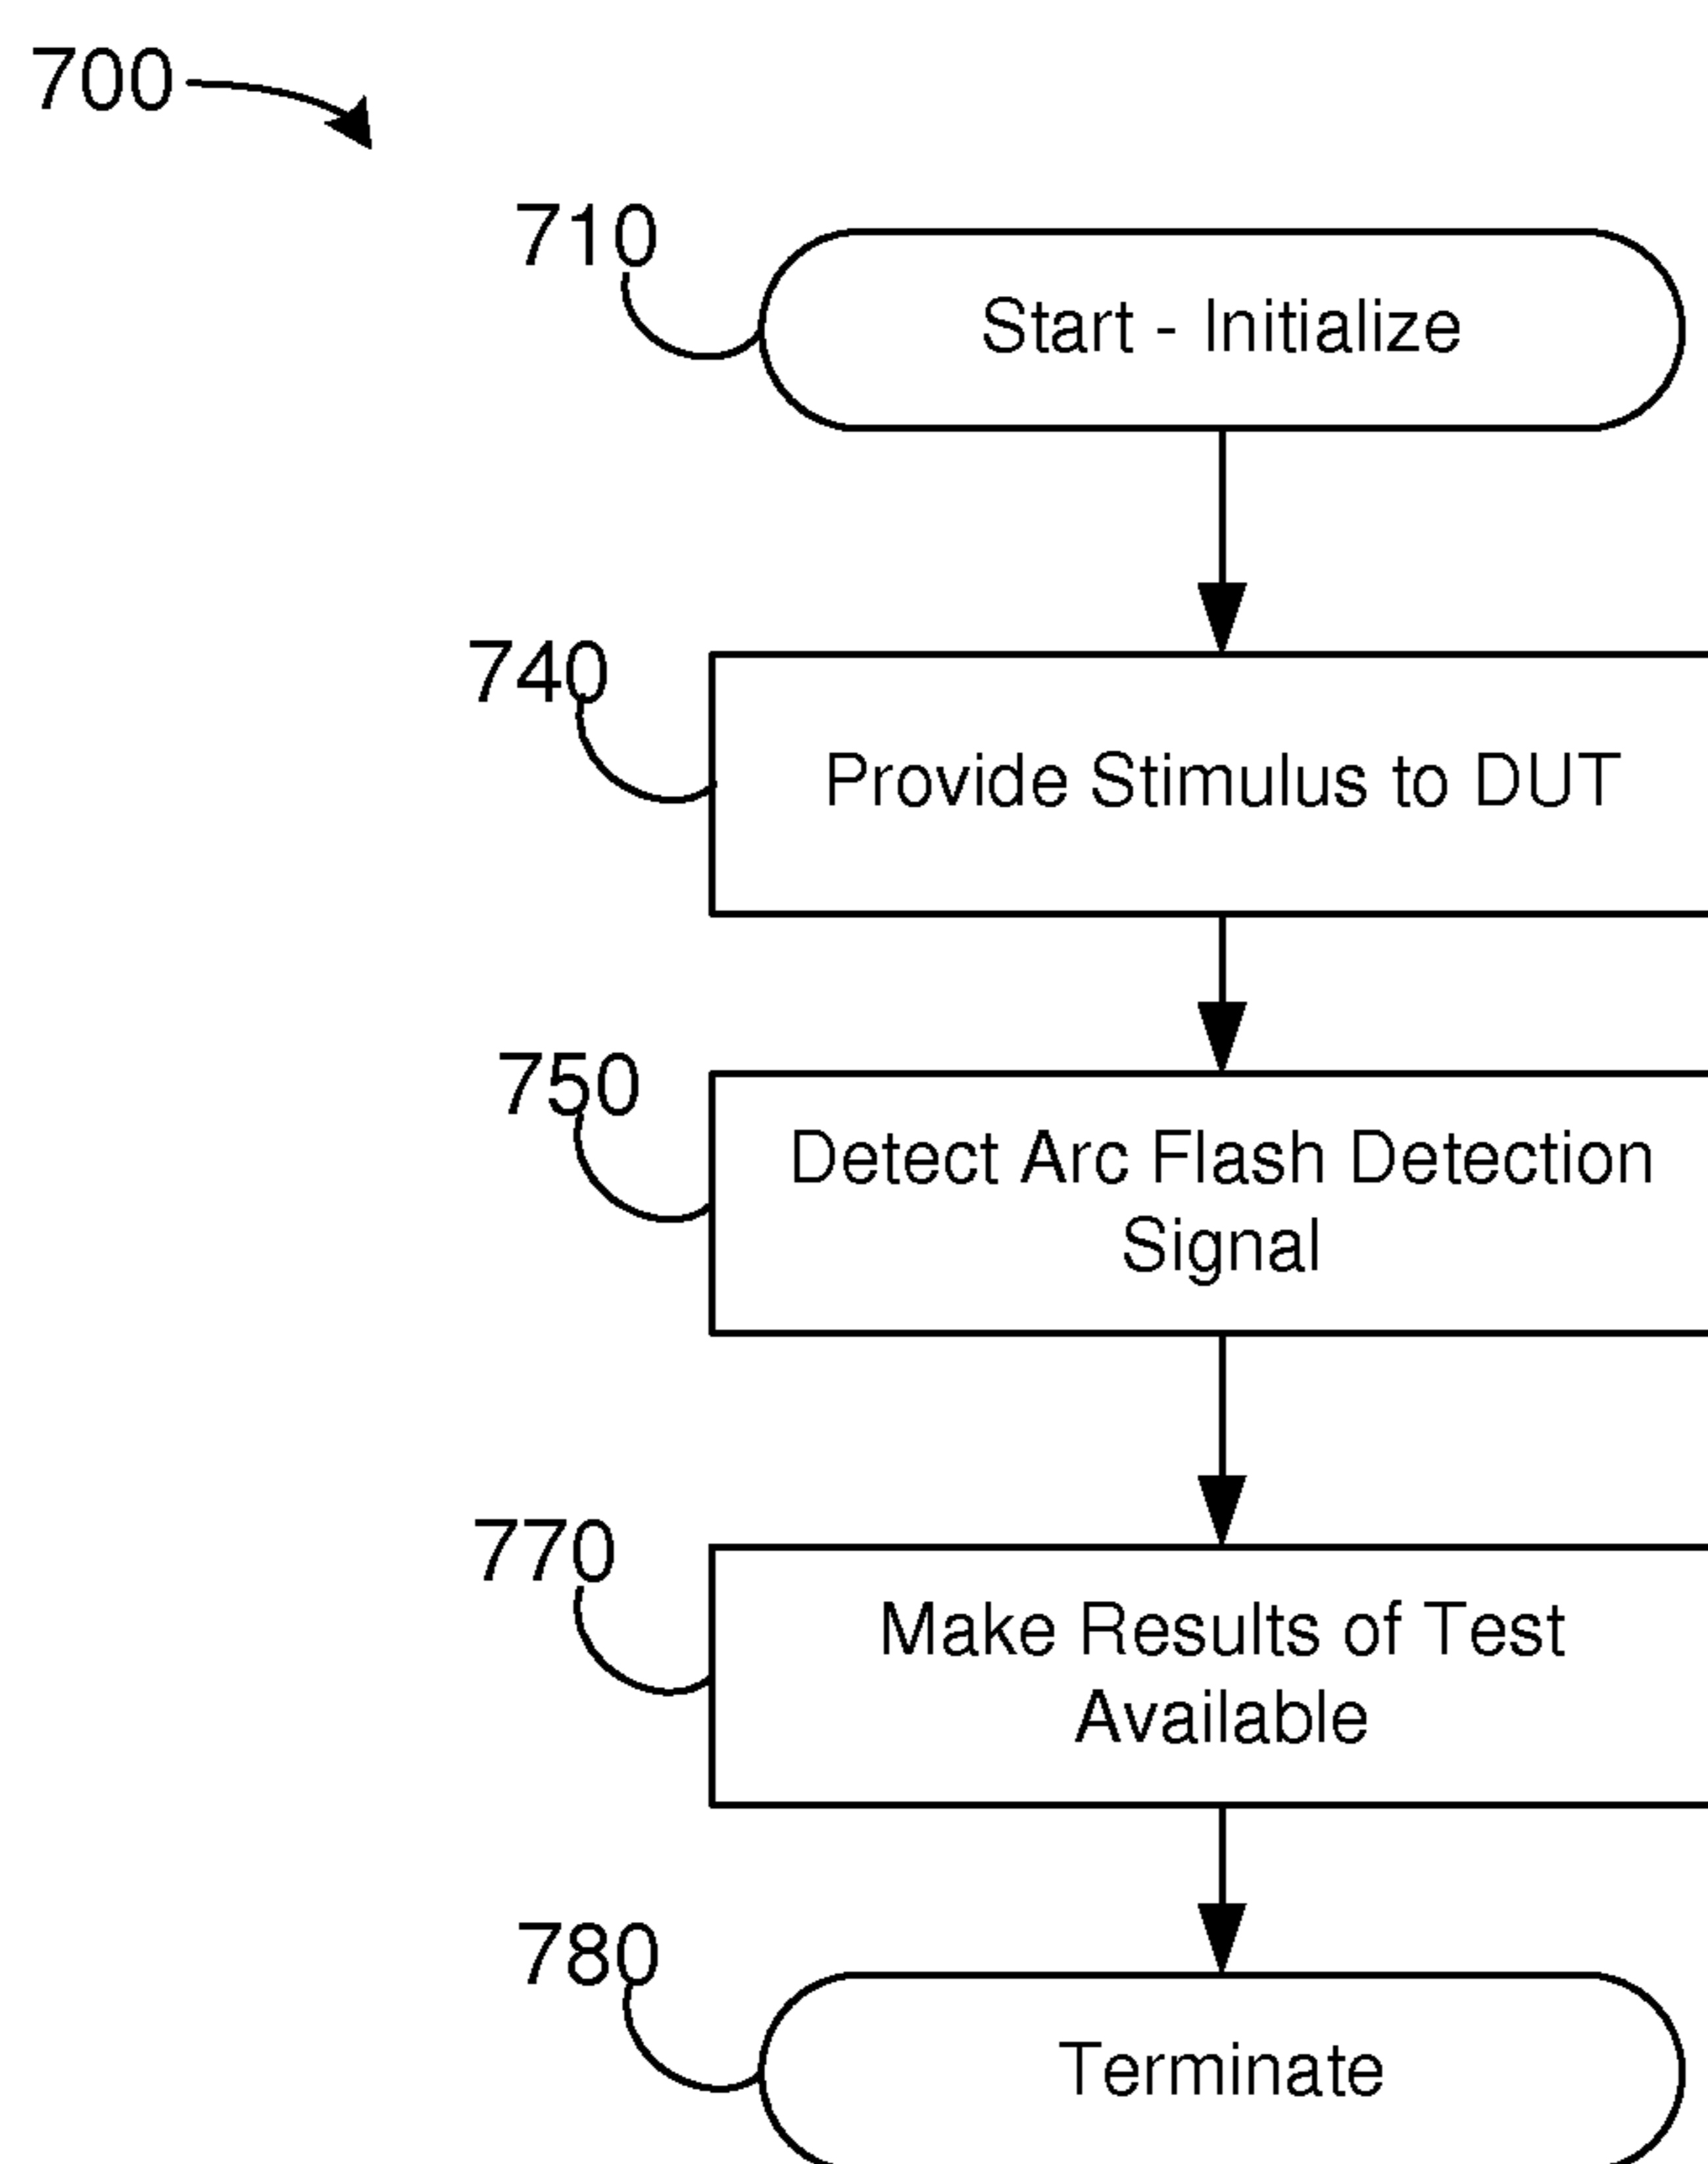 700
710
Start - Initialize
740
Provide Stimulus to DUT
750
Detect Arc Flash Detection
Signal
770
Make Results of Test
Available
780
Terminate